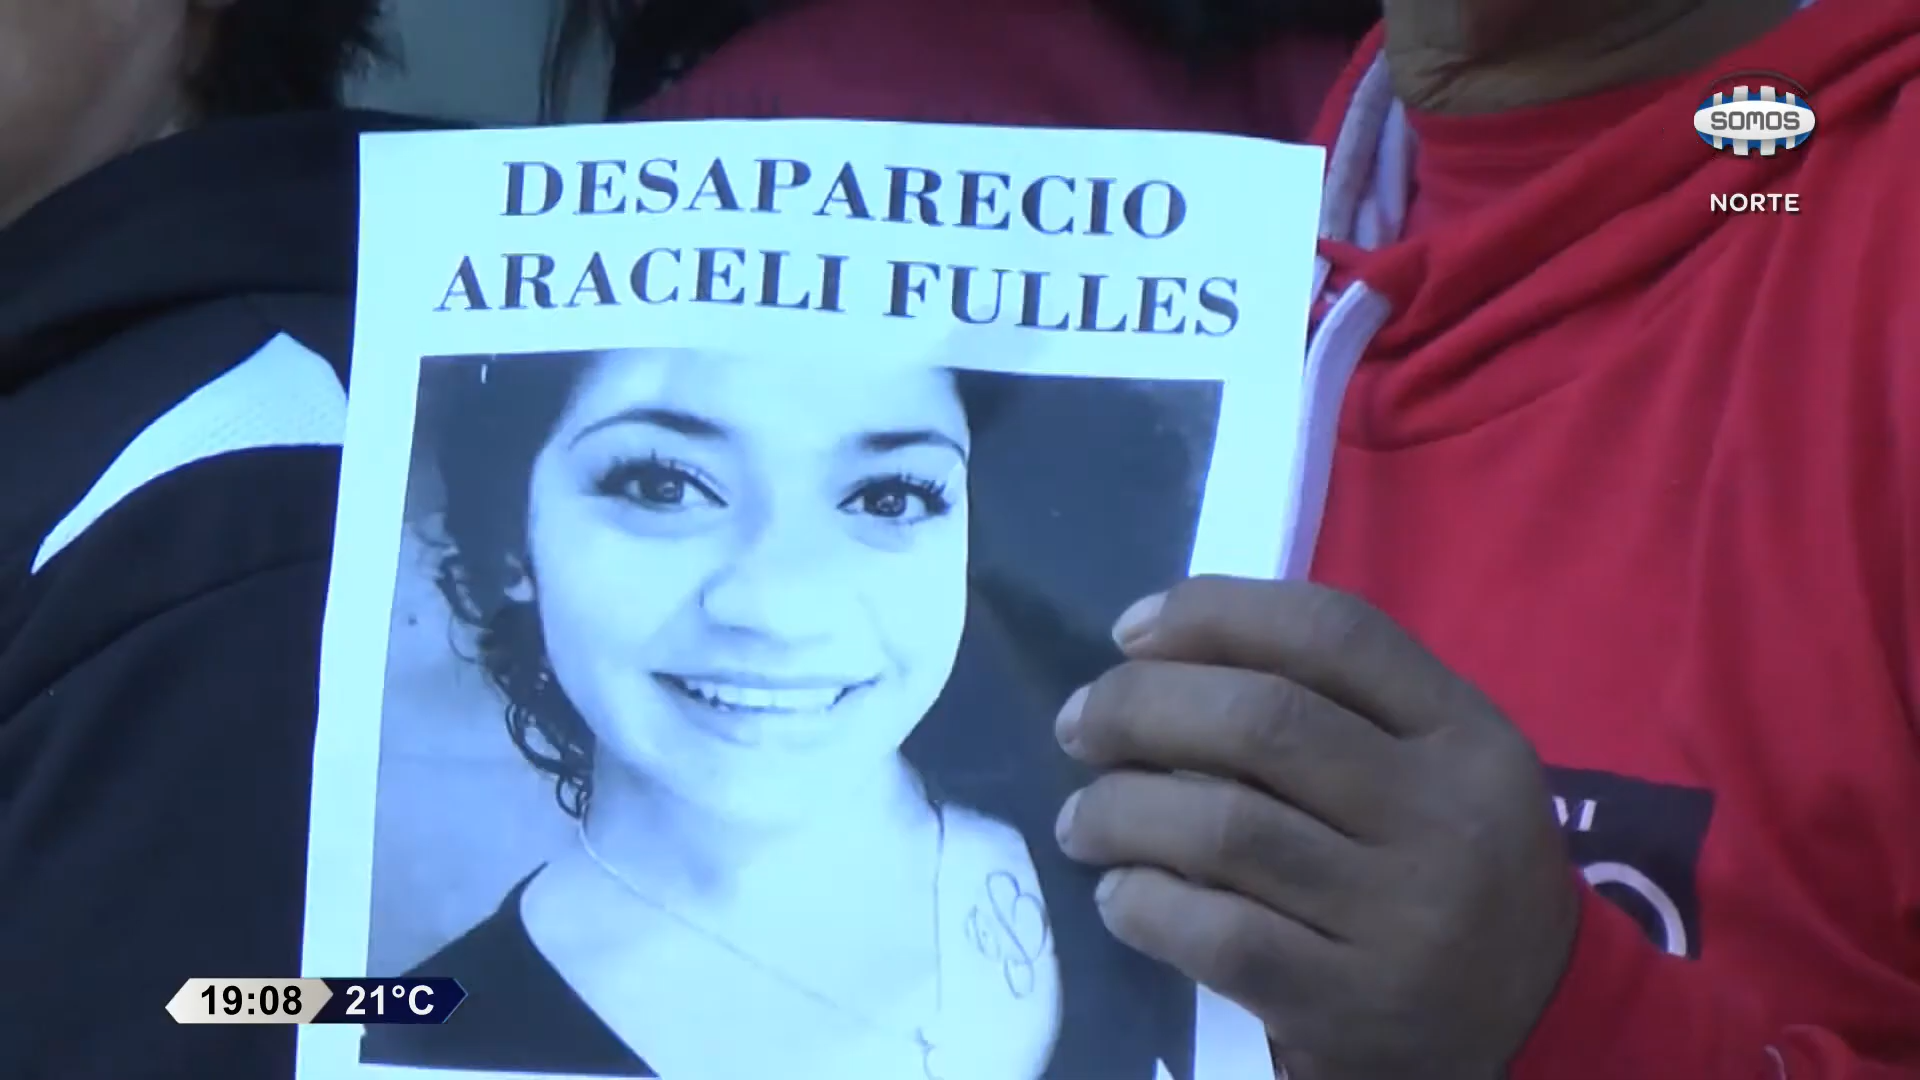 DESAPARECIO
ARACELI FULLES
SOMOS
NORTE
19:08 21°C